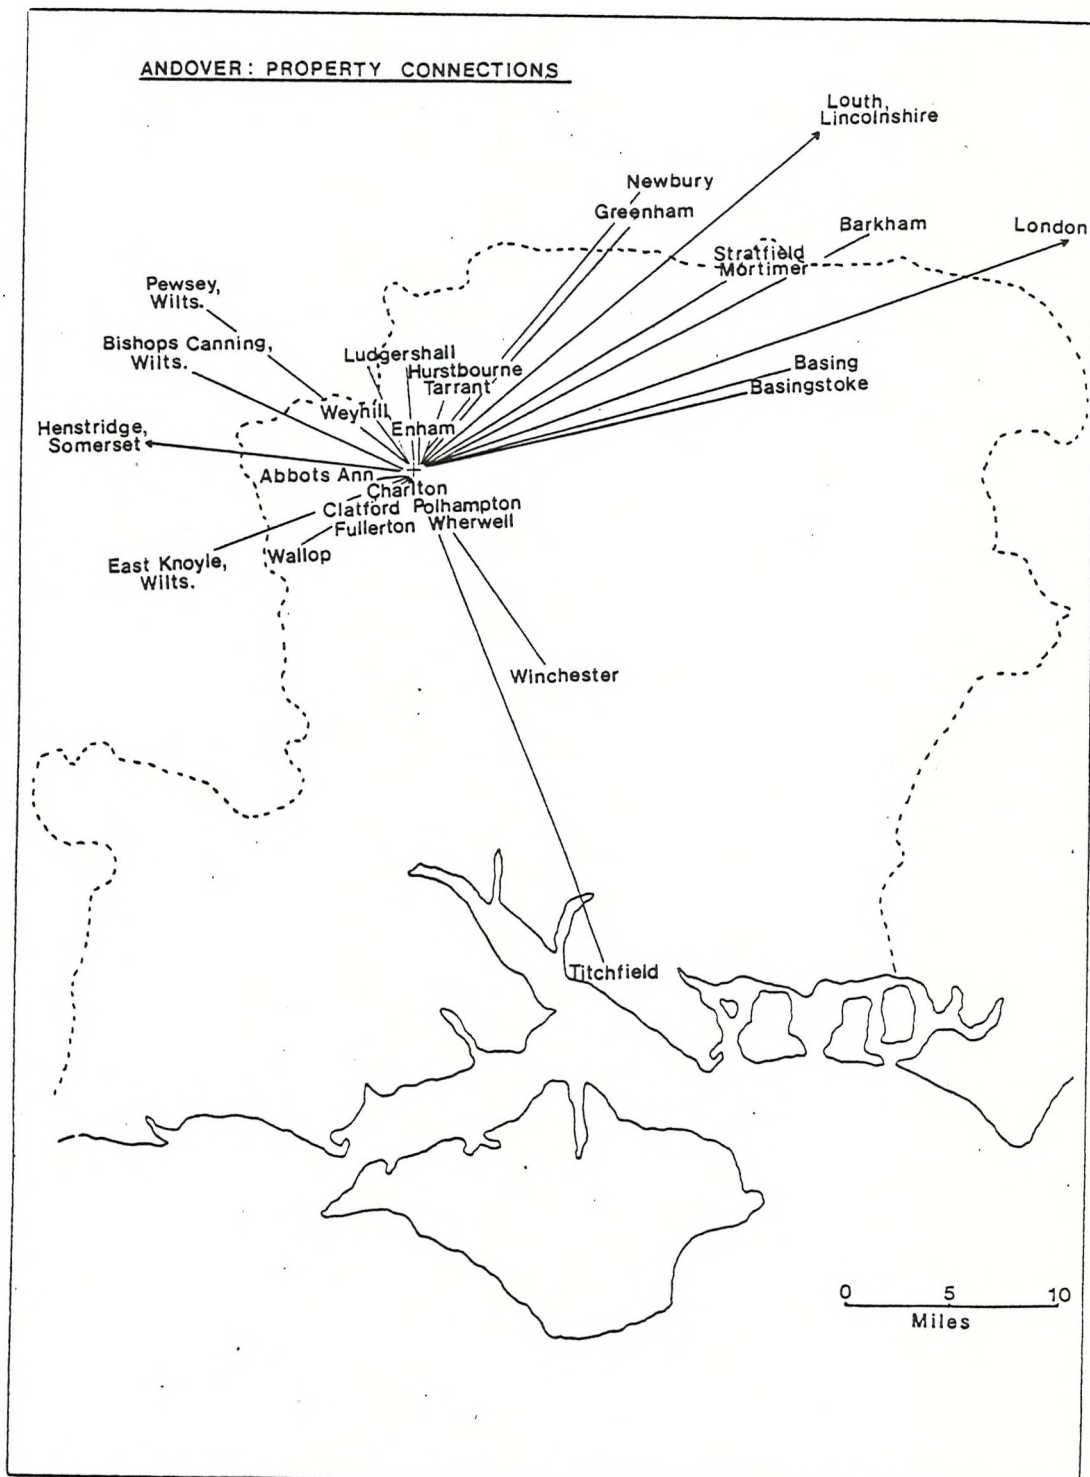 ANDOVER: PROPERTY CONNECTIONS
Louth,
Lincolnshire
Newbury
Greenham
Barkham
London
Stratfield
Mortimer
Pewsey,
Wilts.
Bishops Canning,
Wilts.
Ludgershall
Hurstbourne
Tarrant
Basing
Basingstoke
Weyhill
Enham
Henstridge,
Somerset
Abbots Ann
Charlton
Clatford Polhampton
Fullerton Wherwell
Wallop
East Knoyle,
Wilts.
Winchester
Titchfield
0 5 10
Miles